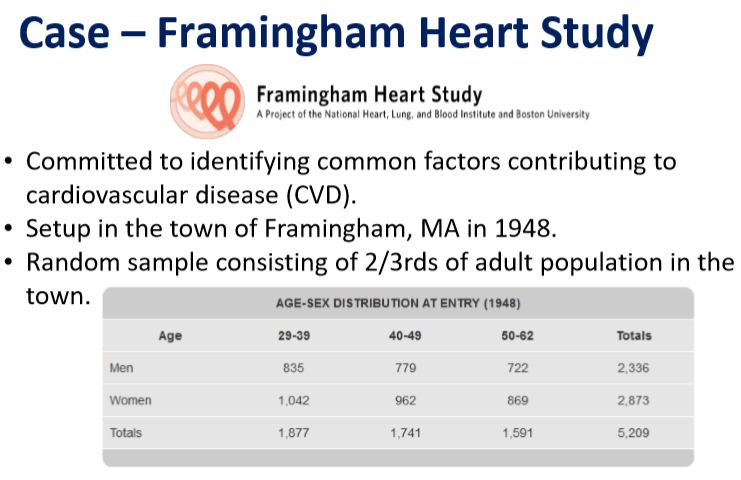 Case – Framingham Heart Study
Framingham Heart Study
A Project of the National Heart, Lung, and Blood Institute and Boston University
• Committed to identifying common factors contributing to
cardiovascular disease (CVD).
• Setup in the town of Framingham, MA in 1948.
• Random sample consisting of 2/3rds of adult population in the
town.
AGE-SEX DISTRIBUTION AT ENTRY (1948)
Age 29-39 40-49 50-62 Totals
Men 835 779 722 2,336
Women 1,042 962 869 2,873
Totals 1,877 1,741 1,591 5,209